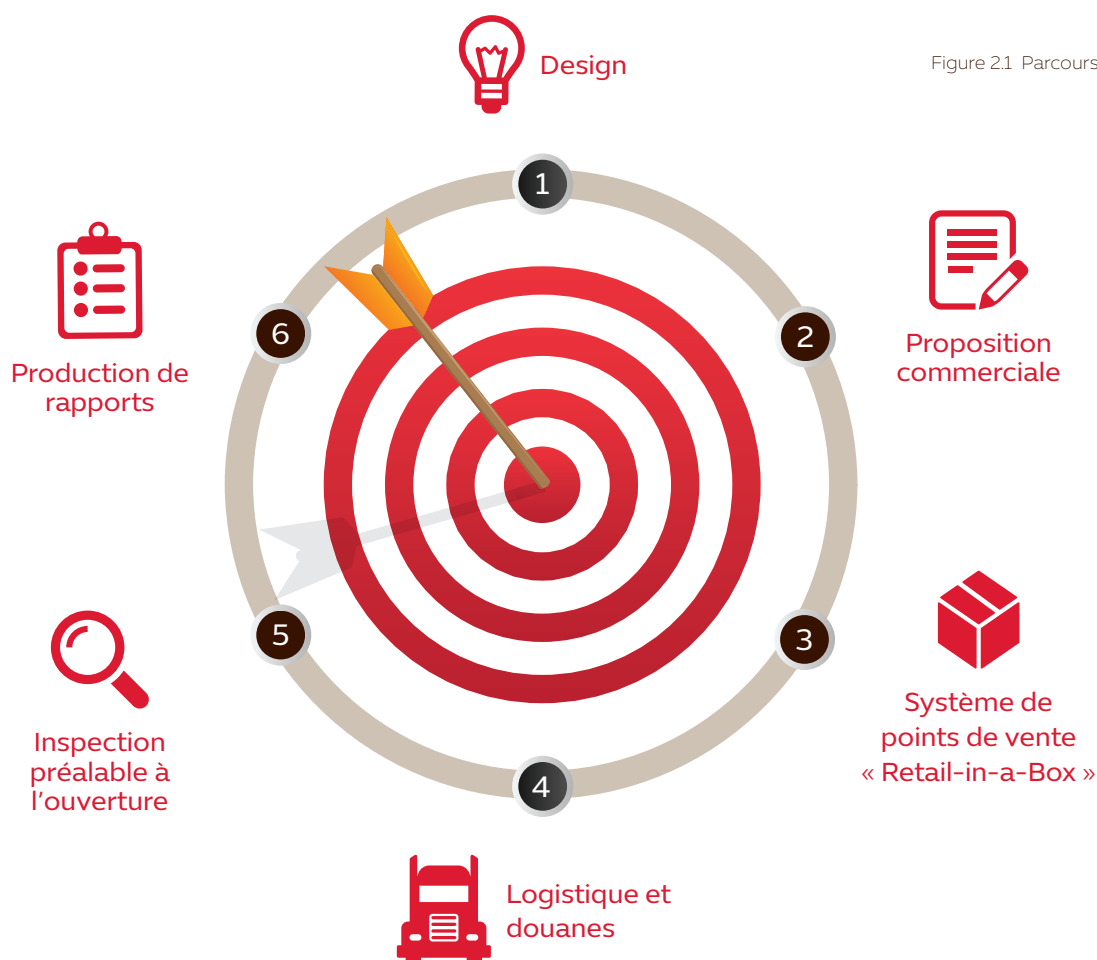 Design
Figure 2.1 Parcours
1
2
Proposition
commerciale
3
Système de
points de vente
« Retail-in-a-Box »
4
Logistique et
douanes
5
Inspection
préalable à
l'ouverture
6
Production de
rapports